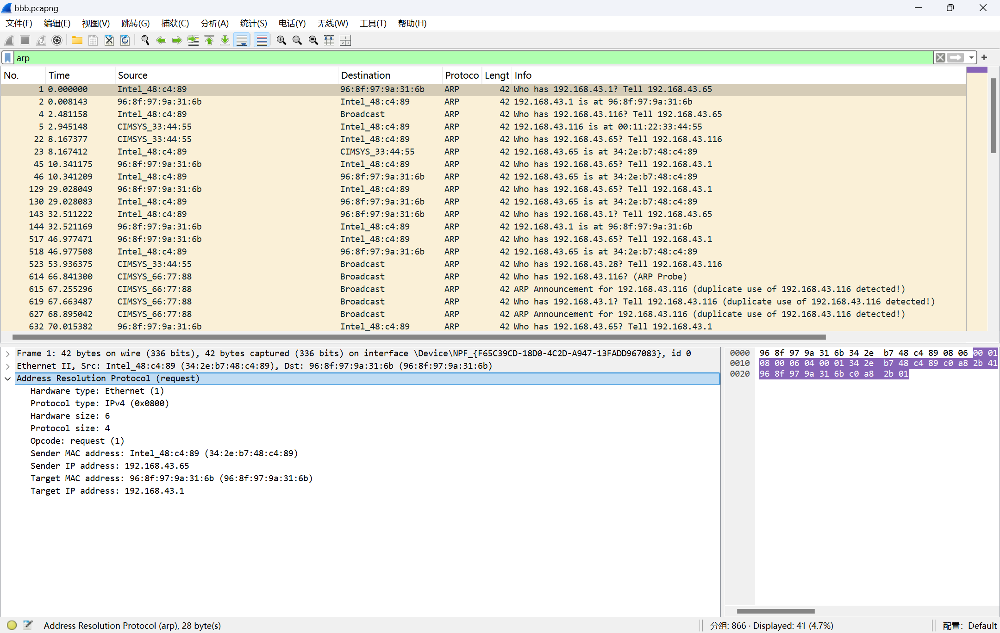 bbb.pcapng
文件(F) 编辑(E) 视图(V) 跳转(G) 捕获(C) 分析(A) 统计(S) 电话(Y) 无线(W) 工具(T) 帮助(H)
arp
No. Time Source Destination Protoco Lengt Info
1 0.000000 Intel_48:c4:89 96:8f:97:9a:31:6b ARP 42 Who has 192.168.43.1? Tell 192.168.43.65
2 0.008143 96:8f:97:9a:31:6b Intel_48:c4:89 ARP 42 192.168.43.1 is at 96:8f:97:9a:31:6b
4 2.481158 Intel_48:c4:89 Broadcast ARP 42 Who has 192.168.43.116? Tell 192.168.43.65
5 2.945148 CIMSYS_33:44:55 Intel_48:c4:89 ARP 42 192.168.43.116 is at 00:11:22:33:44:55
22 8.167377 CIMSYS_33:44:55 Intel_48:c4:89 ARP 42 Who has 192.168.43.65? Tell 192.168.43.116
23 8.167412 Intel_48:c4:89 CIMSYS_33:44:55 ARP 42 192.168.43.65 is at 34:2e:b7:48:c4:89
45 10.341175 96:8f:97:9a:31:6b Intel_48:c4:89 ARP 42 Who has 192.168.43.65? Tell 192.168.43.1
46 10.341209 Intel_48:c4:89 96:8f:97:9a:31:6b ARP 42 192.168.43.65 is at 34:2e:b7:48:c4:89
129 29.028049 96:8f:97:9a:31:6b Intel_48:c4:89 ARP 42 Who has 192.168.43.65? Tell 192.168.43.1
130 29.028083 Intel_48:c4:89 96:8f:97:9a:31:6b ARP 42 192.168.43.65 is at 34:2e:b7:48:c4:89
143 32.511222 Intel_48:c4:89 96:8f:97:9a:31:6b ARP 42 Who has 192.168.43.1? Tell 192.168.43.65
144 32.521169 96:8f:97:9a:31:6b Intel_48:c4:89 ARP 42 192.168.43.1 is at 96:8f:97:9a:31:6b
517 46.977471 96:8f:97:9a:31:6b Intel_48:c4:89 ARP 42 Who has 192.168.43.65? Tell 192.168.43.1
518 46.977508 Intel_48:c4:89 96:8f:97:9a:31:6b ARP 42 192.168.43.65 is at 34:2e:b7:48:c4:89
523 53.936375 CIMSYS_33:44:55 Broadcast ARP 42 Who has 192.168.43.28? Tell 192.168.43.116
614 66.841300 CIMSYS_66:77:88 Broadcast ARP 42 Who has 192.168.43.116? (ARP Probe)
615 67.255296 CIMSYS_66:77:88 Broadcast ARP 42 ARP Announcement for 192.168.43.116 (duplicate use of 192.168.43.116 detected!)
619 67.663487 CIMSYS_66:77:88 Broadcast ARP 42 Who has 192.168.43.1? Tell 192.168.43.116 (duplicate use of 192.168.43.116 detected!)
627 68.895042 CIMSYS_66:77:88 Broadcast ARP 42 ARP Announcement for 192.168.43.116 (duplicate use of 192.168.43.116 detected!)
632 70.015382 96:8f:97:9a:31:6b Intel_48:c4:89 ARP 42 Who has 192.168.43.65? Tell 192.168.43.1
Frame 1: 42 bytes on wire (336 bits), 42 bytes captured (336 bits) on interface \Device\NPF_{F65C39CD-18D0-4C2D-A947-13FADD967083}, id 0
Ethernet II, Src: Intel_48:c4:89 (34:2e:b7:48:c4:89), Dst: 96:8f:97:9a:31:6b (96:8f:97:9a:31:6b)
Address Resolution Protocol (request)
Hardware type: Ethernet (1)
Protocol type: IPv4 (0x0800)
Hardware size: 6
Protocol size: 4
Opcode: request (1)
Sender MAC address: Intel_48:c4:89 (34:2e:b7:48:c4:89)
Sender IP address: 192.168.43.65
Target MAC address: 96:8f:97:9a:31:6b (96:8f:97:9a:31:6b)
Target IP address: 192.168.43.1
0000 96 8f 97 9a 31 6b 34 2e b7 48 c4 89 08 06 00 01
0010 08 00 06 04 00 01 34 2e b7 48 c4 89 c0 a8 2b 41
0020 96 8f 97 9a 31 6b c0 a8 2b 01
Address Resolution Protocol (arp), 28 byte(s) 分组: 866 · Displayed: 41 (4.7%) 配置: Default